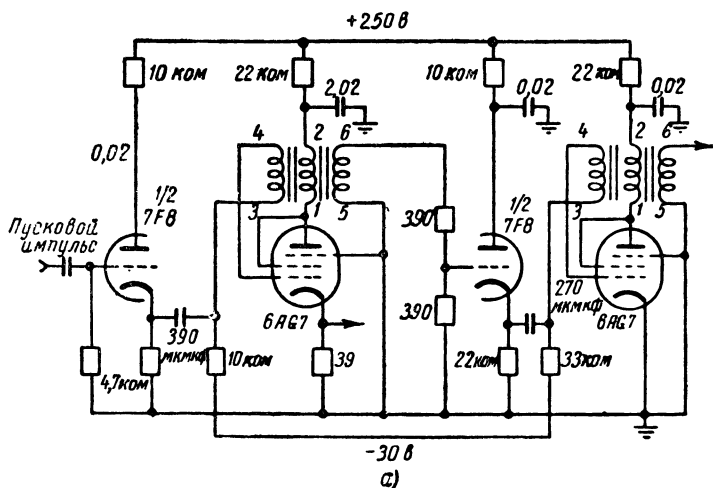 +250 в
10 ком
22 ком
10 ком
22 ком
2,02
0,02
0,02
0,02
4
2
6
4
2
6
3
1
5
3
1
5
1/2
7F8
1/2
7F8
Пусковой
импульс
390
390
6AG7
6AG7
270
мкмкф
390
мкмкф
4,7 ком
10 ком
39
22 ком
33 ком
-30 в
а)